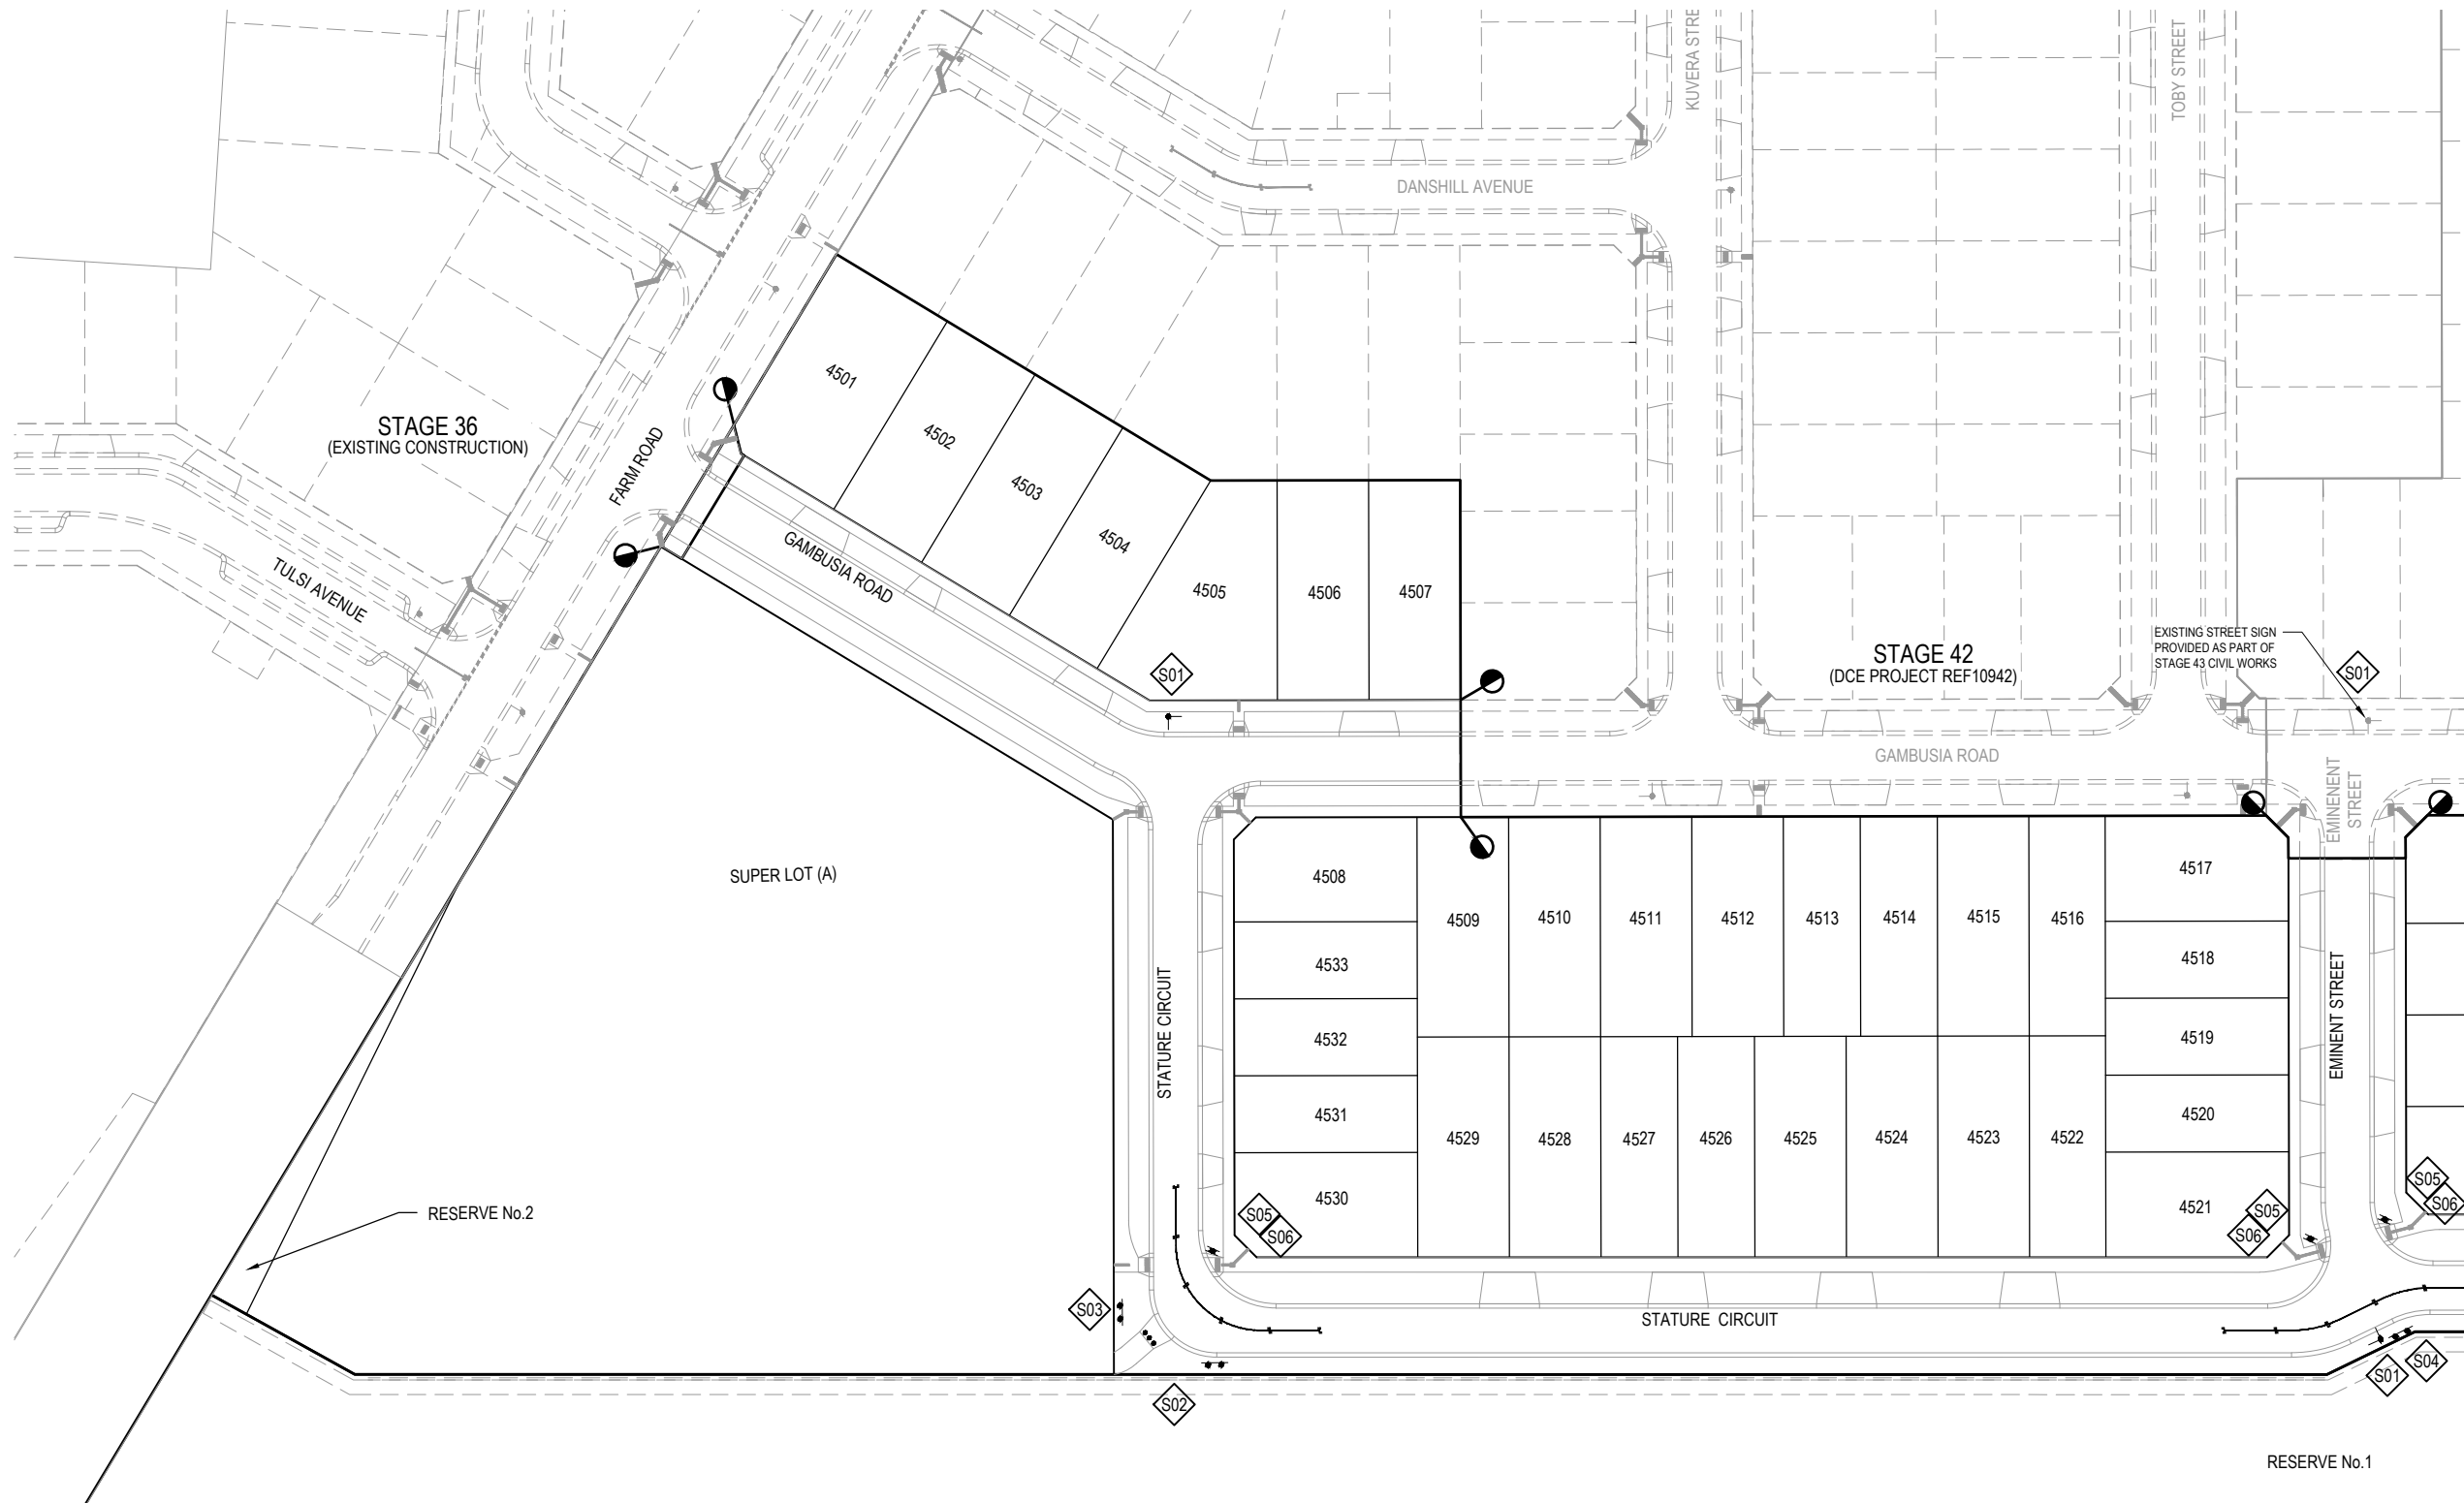 KUVERA STRE
TOBY STREET
DANSHILL AVENUE
4501
STAGE 36
(EXISTING CONSTRUCTION)
FARM ROAD
4502
4503
4504
GAMBUSIA ROAD
TULSI AVENUE
4505
4506
4507
S01
STAGE 42
(DCE PROJECT REF10942)
EXISTING STREET SIGN
PROVIDED AS PART OF
STAGE 43 CIVIL WORKS
S01
GAMBUSIA ROAD
EMINENENT
STREET
SUPER LOT (A)
4508
4509
4510
4511
4512
4513
4514
4515
4516
4517
4533
4518
4532
4519
STATURE CIRCUIT
EMINENT STREET
4531
4520
4529
4528
4527
4526
4525
4524
4523
4522
4530
4521
S05
S06
S05
S06
S05
S06
RESERVE No.2
S03
STATURE CIRCUIT
S02
S01
S04
RESERVE No.1